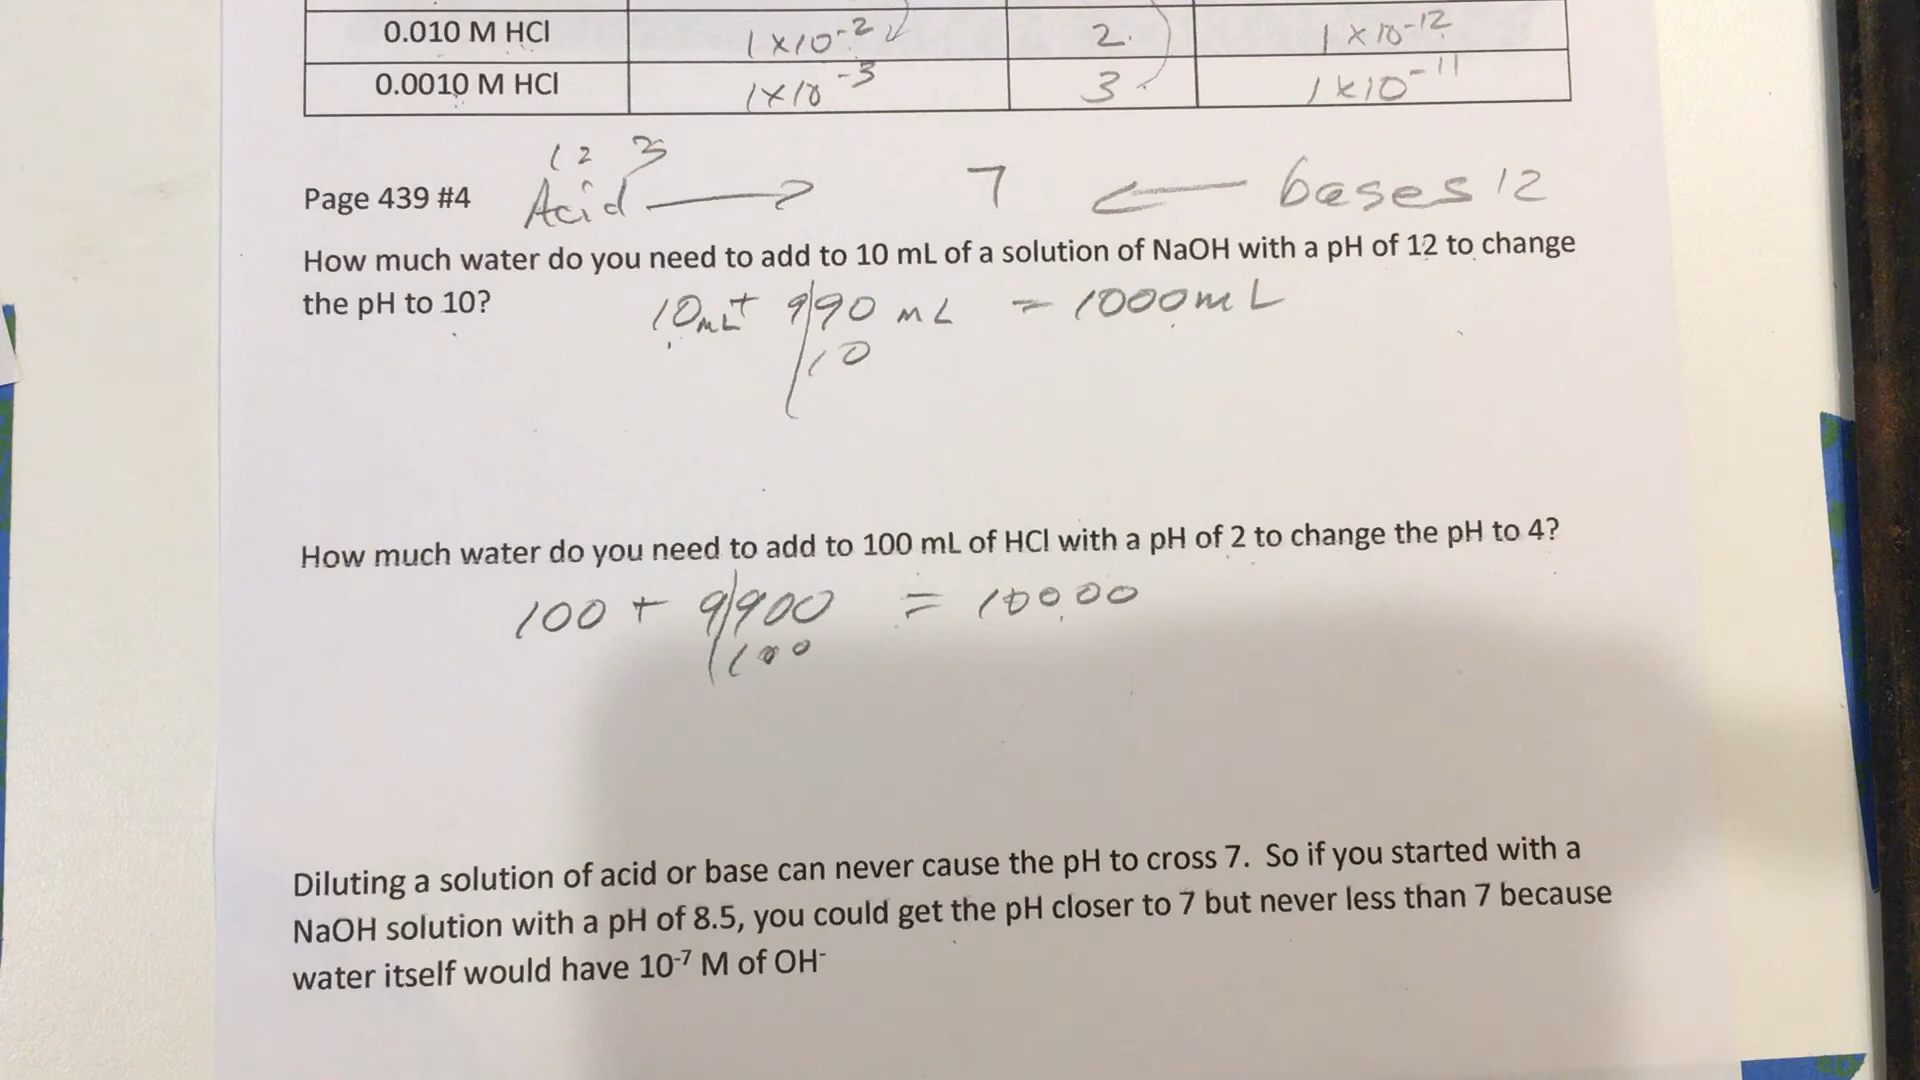 0.010 M HCl 1 x 10⁻² 2. 1 x 10⁻¹²
0.0010 M HCl 1x10⁻³ 3 1x10⁻¹¹
1 2 3
Page 439 #4 Acid → 7 ← bases 12
How much water do you need to add to 10 mL of a solution of NaOH with a pH of 12 to change
the pH to 10? 10mL + 990 mL = 1000mL
10
How much water do you need to add to 100 mL of HCl with a pH of 2 to change the pH to 4?
100 + 9900 = 10000
100
Diluting a solution of acid or base can never cause the pH to cross 7. So if you started with a
NaOH solution with a pH of 8.5, you could get the pH closer to 7 but never less than 7 because
water itself would have 10⁻⁷ M of OH⁻